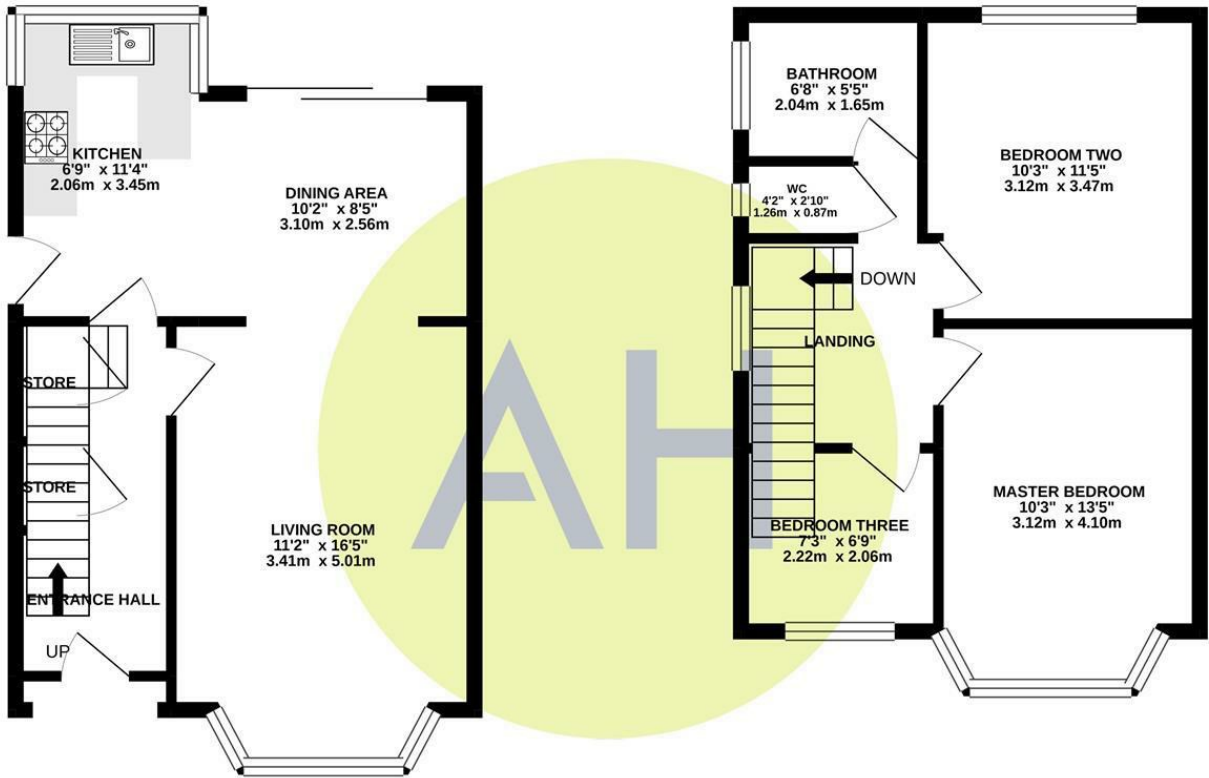 KITCHEN
6'9" x 11'4"
2.06m x 3.45m
DINING AREA
10'2" x 8'5"
3.10m x 2.56m
STORE
STORE
LIVING ROOM
11'2" x 16'5"
3.41m x 5.01m
ENTRANCE HALL
UP
AH
BATHROOM
6'8" x 5'5"
2.04m x 1.65m
BEDROOM TWO
10'3" x 11'5"
3.12m x 3.47m
WC
4'2" x 2'10"
1.26m x 0.87m
DOWN
LANDING
MASTER BEDROOM
10'3" x 13'5"
3.12m x 4.10m
BEDROOM THREE
7'3" x 6'9"
2.22m x 2.06m